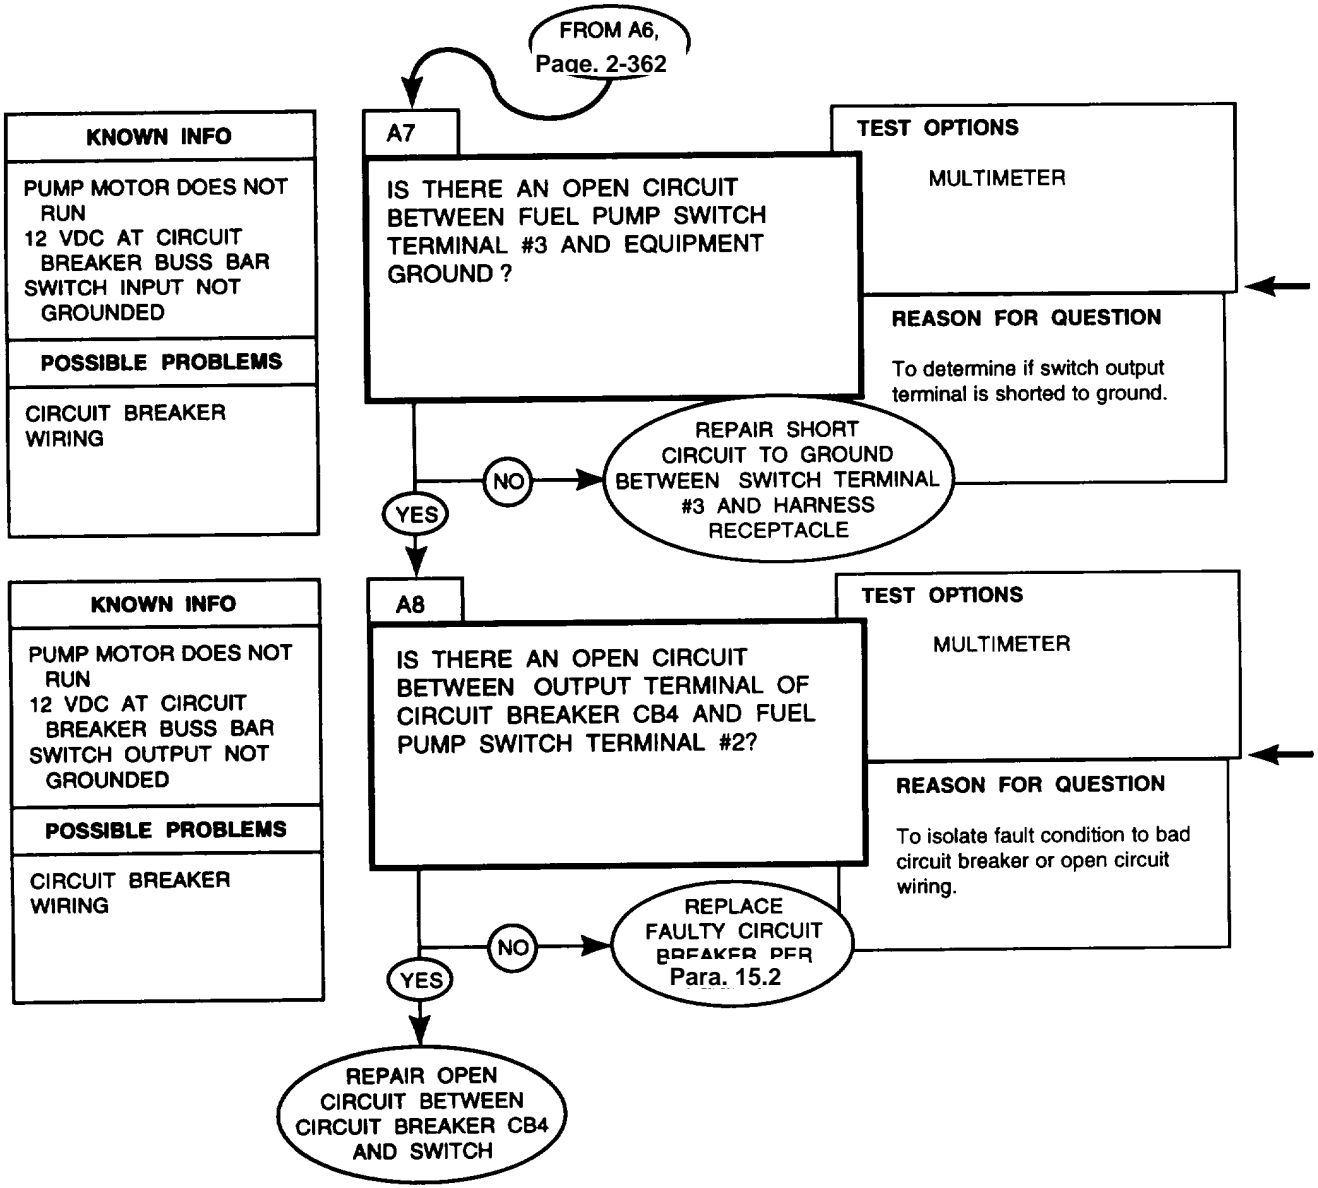 FROM A6,
Page. 2-362
KNOWN INFO
PUMP MOTOR DOES NOT
RUN
12 VDC AT CIRCUIT
BREAKER BUSS BAR
SWITCH INPUT NOT
GROUNDED
POSSIBLE PROBLEMS
CIRCUIT BREAKER
WIRING
A7
IS THERE AN OPEN CIRCUIT
BETWEEN FUEL PUMP SWITCH
TERMINAL #3 AND EQUIPMENT
GROUND?
TEST OPTIONS
MULTIMETER
REASON FOR QUESTION
To determine if switch output
terminal is shorted to ground.
NO
REPAIR SHORT
CIRCUIT TO GROUND
BETWEEN SWITCH TERMINAL
#3 AND HARNESS
RECEPTACLE
YES
KNOWN INFO
PUMP MOTOR DOES NOT
RUN
12 VDC AT CIRCUIT
BREAKER BUSS BAR
SWITCH OUTPUT NOT
GROUNDED
POSSIBLE PROBLEMS
CIRCUIT BREAKER
WIRING
A8
IS THERE AN OPEN CIRCUIT
BETWEEN OUTPUT TERMINAL OF
CIRCUIT BREAKER CB4 AND FUEL
PUMP SWITCH TERMINAL #2?
TEST OPTIONS
MULTIMETER
REASON FOR QUESTION
To isolate fault condition to bad
circuit breaker or open circuit
wiring.
NO
REPLACE
FAULTY CIRCUIT
BREAKER PER
Para. 15.2
YES
REPAIR OPEN
CIRCUIT BETWEEN
CIRCUIT BREAKER CB4
AND SWITCH